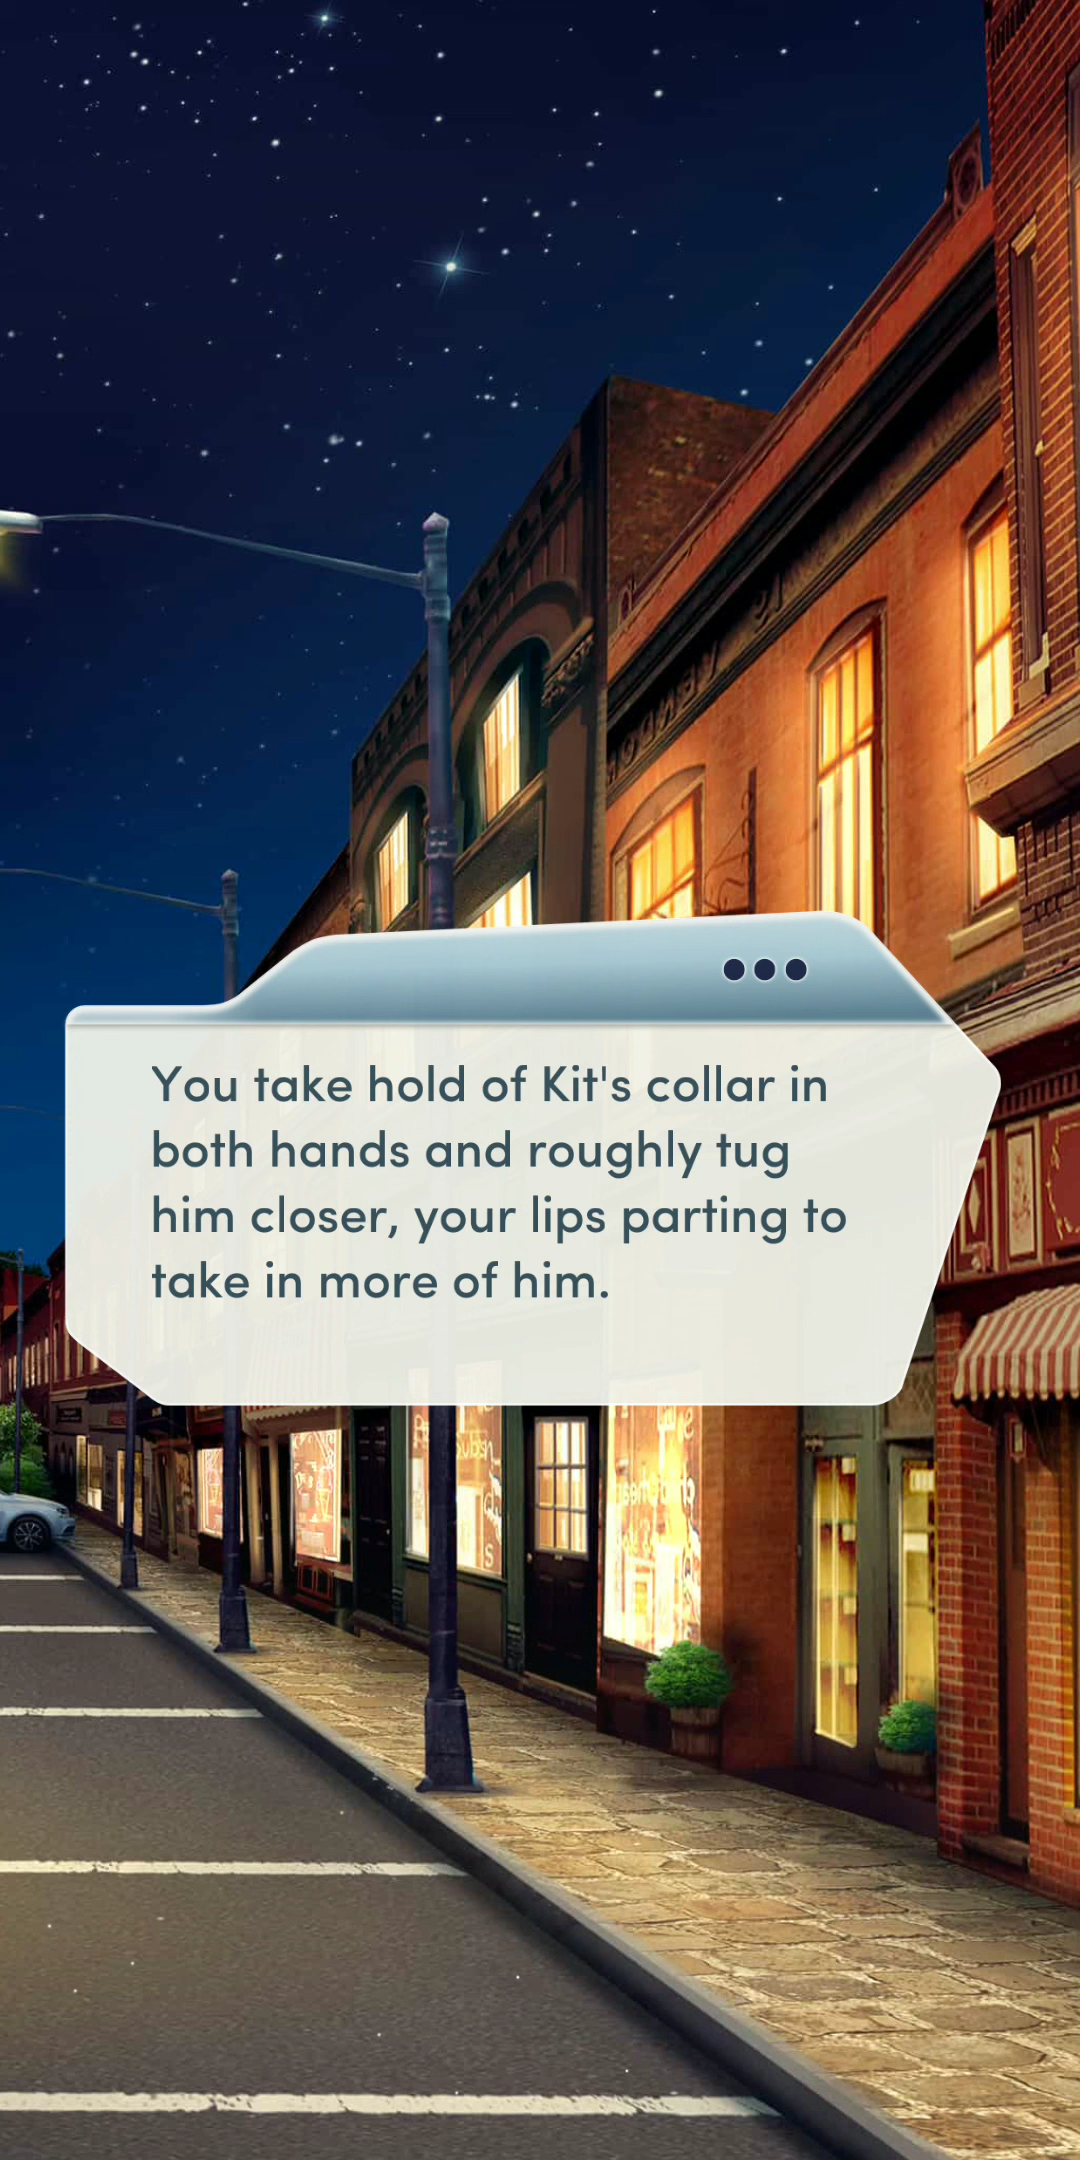 You take hold of Kit's collar in
both hands and roughly tug
him closer, your lips parting to
take in more of him.